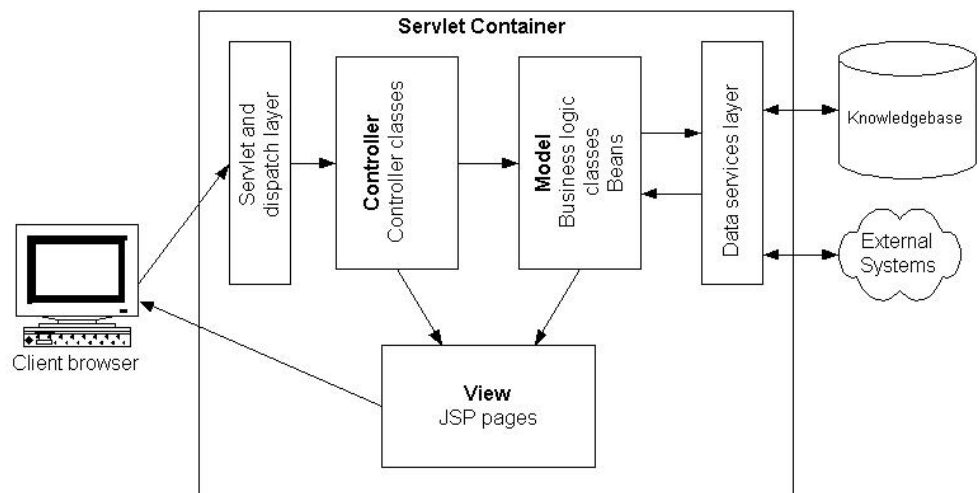 Servlet Container
Servlet and
dispatch layer
Controller
Controller classes
Model
Business logic
classes
Beans
Data services layer
Knowledgebase
External
Systems
Client browser
View
JSP pages